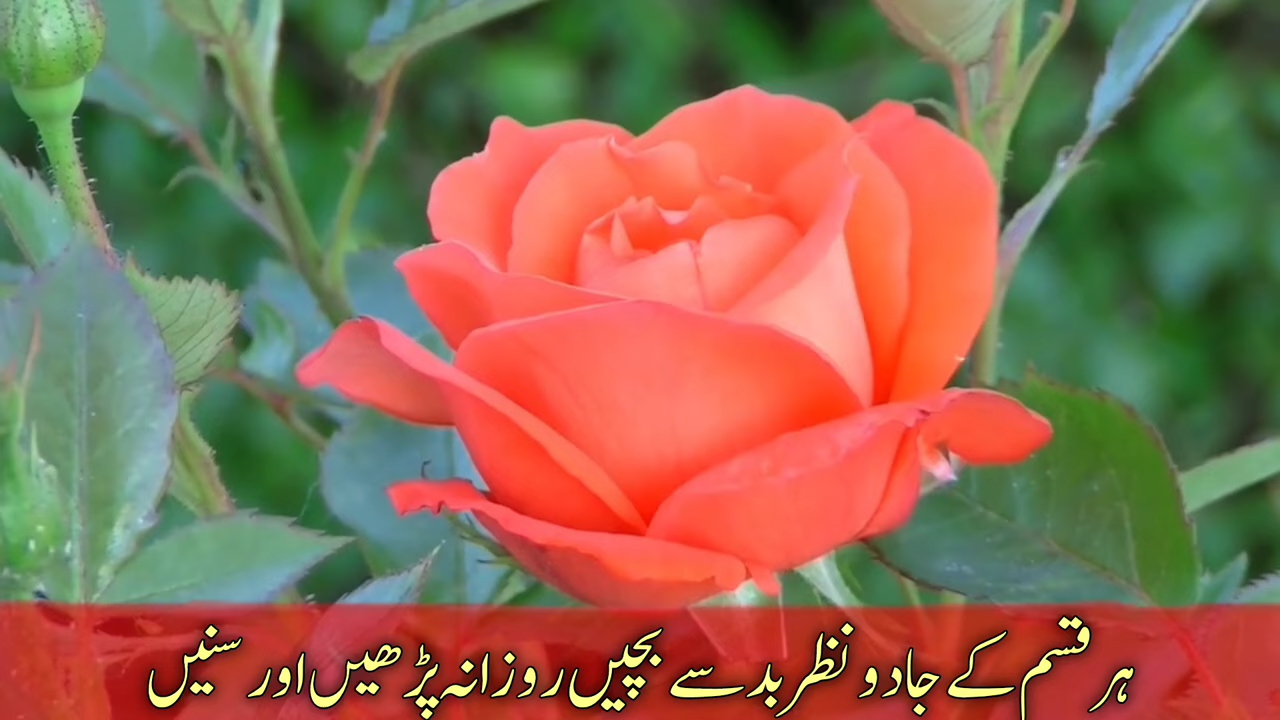 ہر قسم کے جادو نظر بد سے بچیں روزانہ پڑھیں اور سنیں